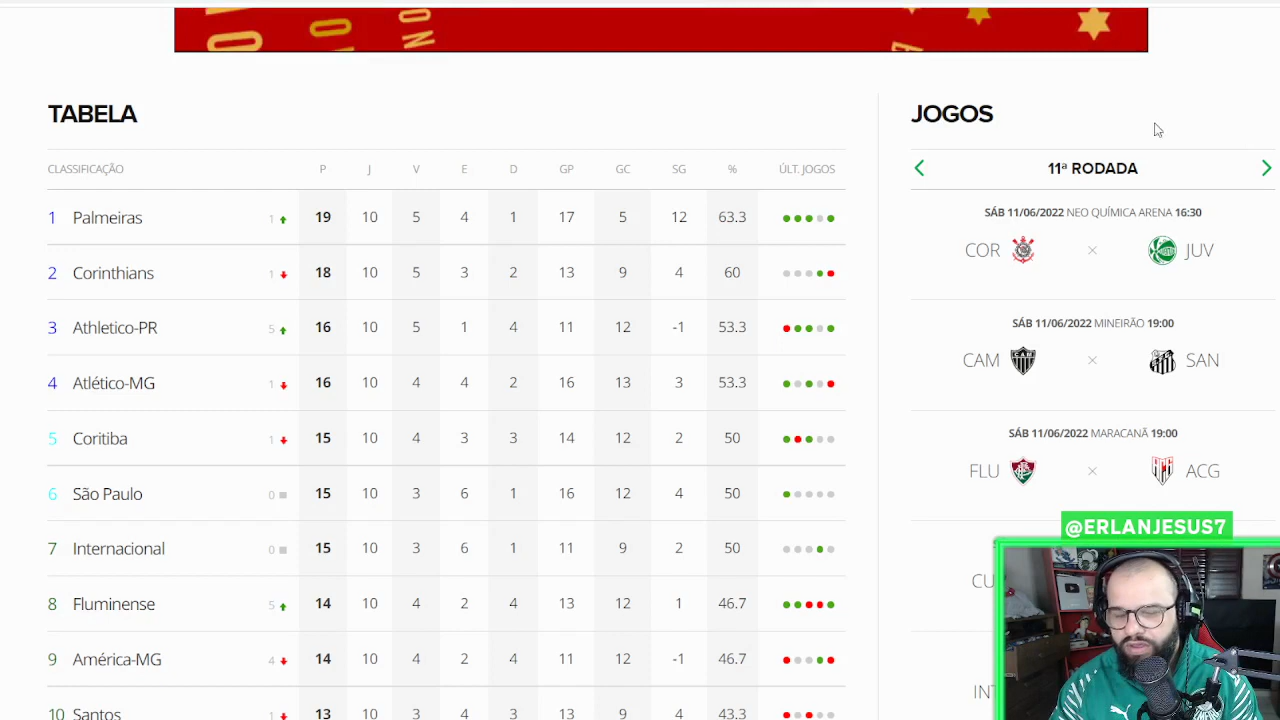 TABELA
CLASSIFICAÇÃO P J V E D GP GC SG % ÚLT. JOGOS
1 Palmeiras 1 19 10 5 4 1 17 5 12 63.3
2 Corinthians 1 18 10 5 3 2 13 9 4 60
3 Athletico-PR 5 16 10 5 1 4 11 12 -1 53.3
4 Atlético-MG 1 16 10 4 4 2 16 13 3 53.3
5 Coritiba 1 15 10 4 3 3 14 12 2 50
6 São Paulo 0 15 10 3 6 1 16 12 4 50
7 Internacional 0 15 10 3 6 1 11 9 2 50
8 Fluminense 5 14 10 4 2 4 13 12 1 46.7
9 América-MG 4 14 10 4 2 4 11 12 -1 46.7
10 Santos 1 13 10 3 4 3 13 9 4 43.3
JOGOS
11ª RODADA
SÁB 11/06/2022 NEO QUÍMICA ARENA 16:30
COR × JUV
SÁB 11/06/2022 MINEIRÃO 19:00
CAM × SAN
SÁB 11/06/2022 MARACANÃ 19:00
FLU × ACG
@ERLANJESUS7
CU
INT